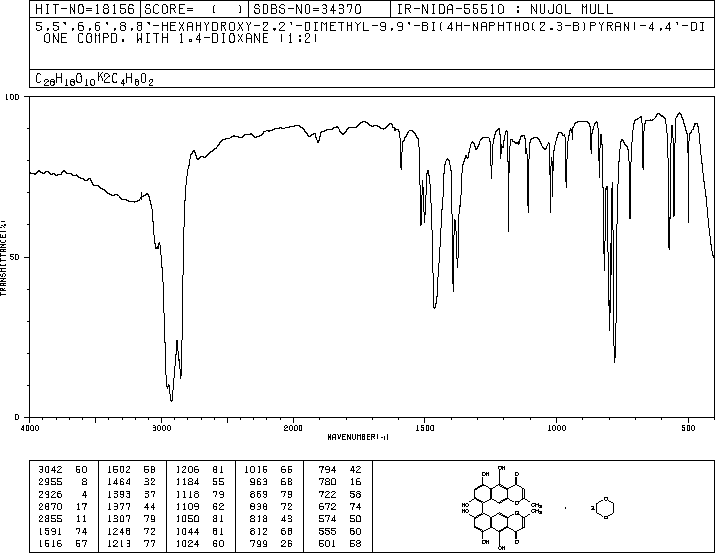 HIT-NO=18156 SCORE= ( ) SDBS-NO=34370 IR-NIDA-55510 : NUJOL MULL
5,5',6,6',8,8'-HEXAHYDROXY-2,2'-DIMETHYL-9,9'-BI(4H-NAPHTHO(2,3-B)PYRAN)-4,4'-DI
ONE COMPD. WITH 1,4-DIOXANE (1:2)
C28H18O10K2C4H8O2
100
50
0
TRANSMITTANCE(%)
4000 3000 2000 1500 1000 500
WAVENUMBER(-1)
3042 50 1502 58 1206 81 1015 66 794 42
2955 8 1464 32 1184 55 963 68 780 16
2926 4 1393 37 1118 79 869 79 722 58
2870 17 1377 44 1109 62 838 72 672 74
2855 11 1307 79 1050 81 818 43 574 50
1591 74 1248 72 1044 81 812 68 555 60
1516 57 1213 77 1024 60 799 26 501 58
OH OH O
HO CH3
HO CH3
OH OH O
. 2 O O